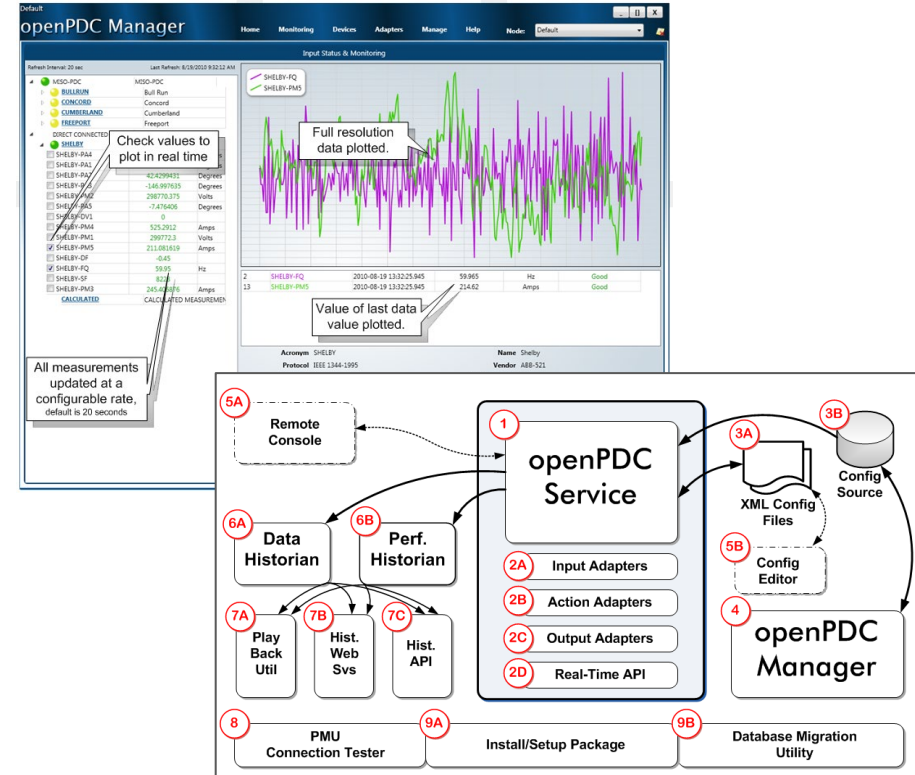 Default
openPDC Manager
Home Monitoring Devices Adapters Manage Help Node: Default
Input Status & Monitoring
Refresh Interval: 20 sec Last Refresh: 8/19/2010 9:32:12 AM
MISO-PDC MISO-PDC
BULLRUN Bull Run
CONCORD Concord
CUMBERLAND Cumberland
FREEPORT Freeport
DIRECT CONNECTED
SHELBY
SHELBY-PA4
SHELBY-PA1
SHELBY-PA2 42.4299431 Degrees
-146.997635 Degrees
SHELBY-PM2 298770.375 Volts
SHELBY-PA5 -7.476406 Degrees
SHELBY-DV1 0
SHELBY-PM4 525.2912 Amps
SHELBY-PM1 299772.3 Volts
SHELBY-PM5 211.081619 Amps
SHELBY-DF -0.45
SHELBY-FQ 59.95 Hz
SHELBY-SF
SHELBY-PM3 Amps
CALCULATED CALCULATED MEASUREMEN
Check values to
plot in real time
SHELBY-FQ
SHELBY-PM5
Full resolution
data plotted.
2 SHELBY-FQ 2010-08-19 13:32:25.945 59.965 Hz Good
13 SHELBY-PM5 2010-08-19 13:32:25.945 214.62 Amps Good
Value of last data
value plotted.
All measurements
updated at a
configurable rate,
default is 20 seconds
Acronym SHELBY Name Shelby
Protocol IEEE 1344-1995 Vendor ABB-521
5A
Remote
Console
1
openPDC
Service
3A
XML Config
Files
3B
Config
Source
6A
Data
Historian
6B
Perf.
Historian
2A
Input Adapters
2B
Action Adapters
2C
Output Adapters
2D
Real-Time API
5B
Config
Editor
4
openPDC
Manager
7A
Play
Back
Util
7B
Hist.
Web
Svs
7C
Hist.
API
8
PMU
Connection Tester
9A
Install/Setup Package
9B
Database Migration
Utility